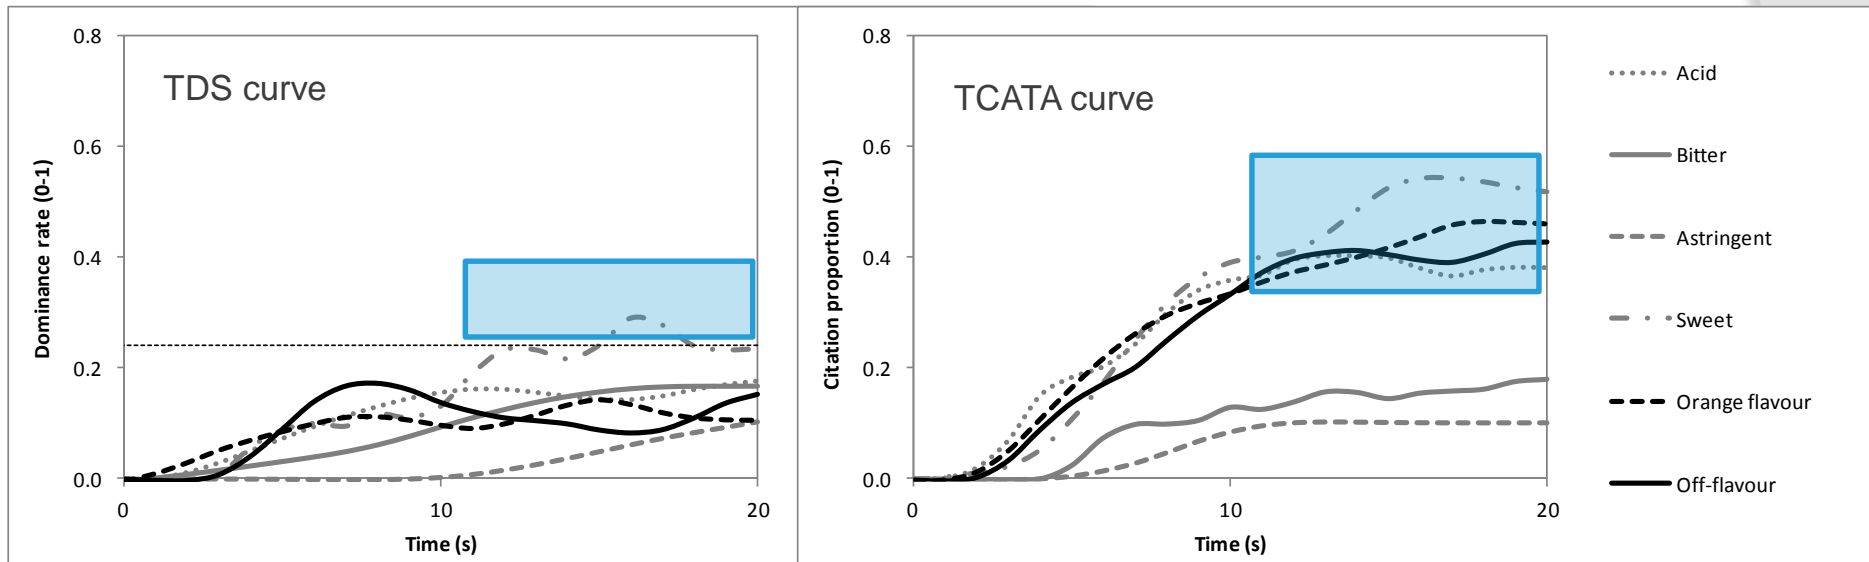 TDS curve
Dominance rate (0-1)
0.8
0.6
0.4
0.2
0.0
0
10
20
Time (s)
TCATA curve
Citation proportion (0-1)
0.8
0.6
0.4
0.2
0.0
0
10
20
Time (s)
Acid
Bitter
Astringent
Sweet
Orange flavour
Off-flavour